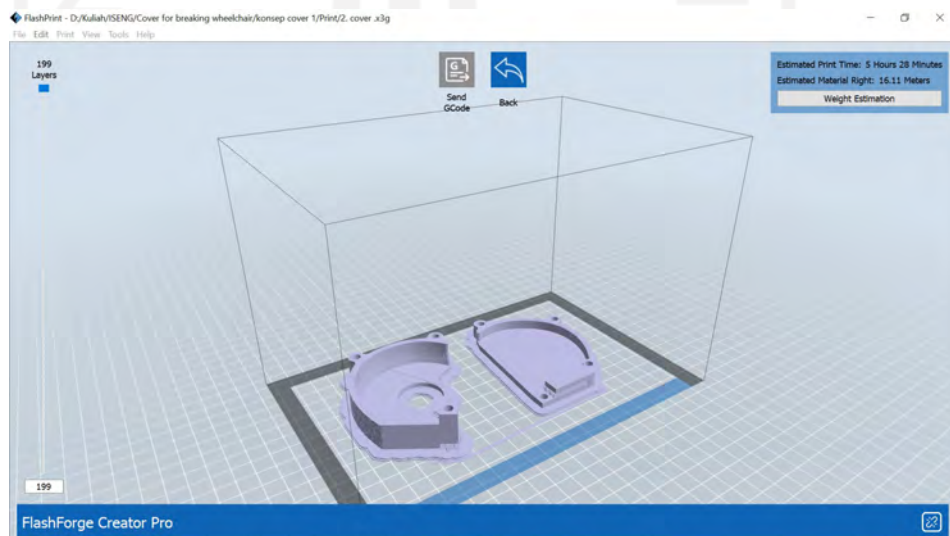 FlashPrint - D:/Kuliah/ISENG/Cover for breaking wheelchair/konsep cover 1/Print/2. cover .x3g
File Edit Print View Tools Help
199
Layers
Send
GCode
Back
Estimated Print Time: 5 Hours 28 Minutes
Estimated Material Right: 16.11 Meters
Weight Estimation
199
FlashForge Creator Pro